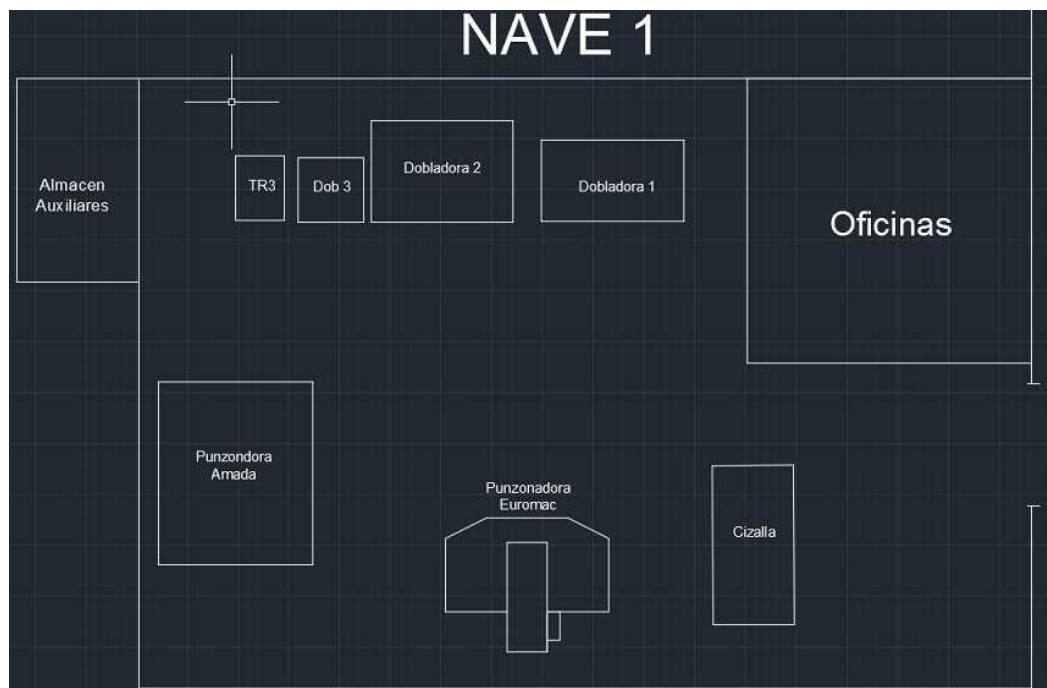 NAVE 1
Almacen
Auxiliares
TR3
Dob 3
Dobladora 2
Dobladora 1
Oficinas
Punzondora
Amada
Punzonadora
Euromac
Cizalla